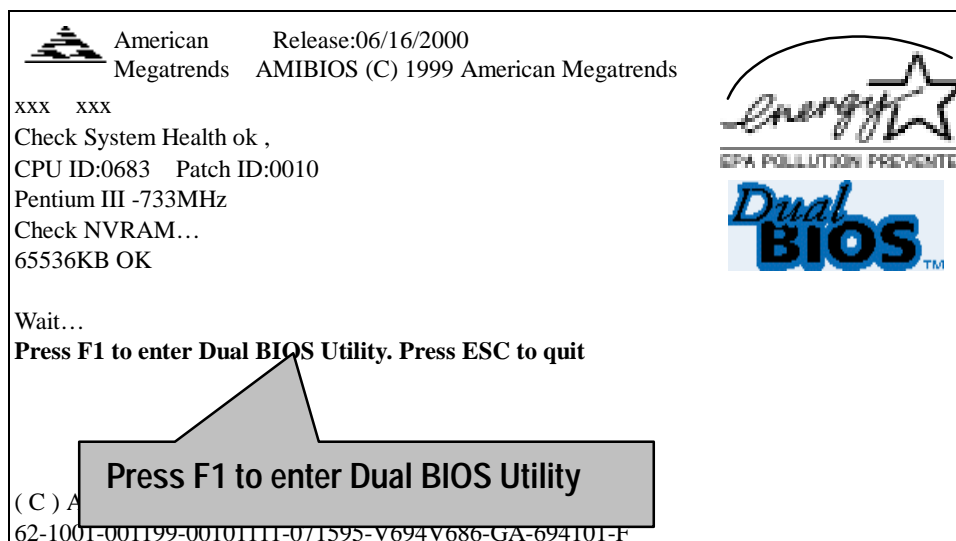 American Release:06/16/2000
Megatrends AMIBIOS (C) 1999 American Megatrends
energy
EPA POLLUTION PREVENTE
xxx xxx
Check System Health ok ,
CPU ID:0683 Patch ID:0010
Pentium III -733MHz
Check NVRAM…
65536KB OK
Dual
BIOS TM
Wait…
Press F1 to enter Dual BIOS Utility. Press ESC to quit
Press F1 to enter Dual BIOS Utility
( C ) A
62-1001-001199-00101111-071595-V694V686-GA-694101-F